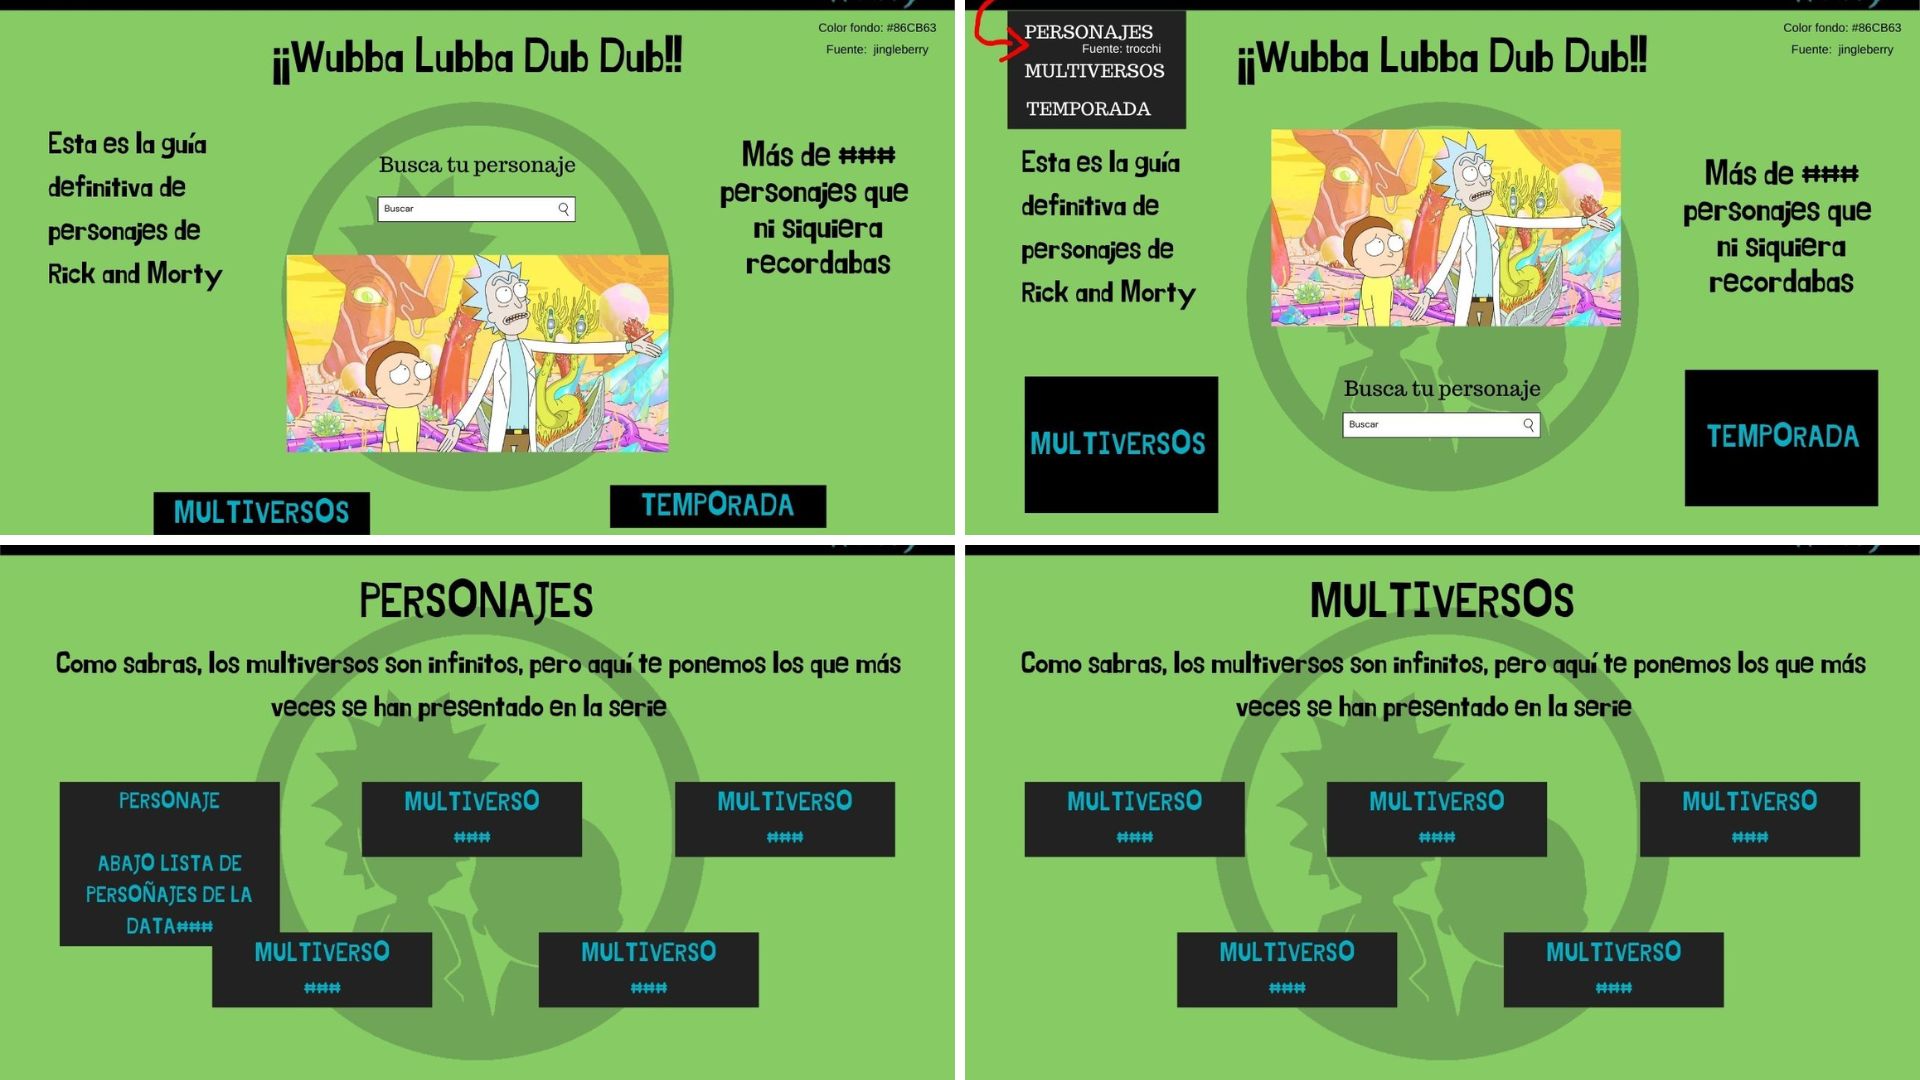 Color fondo: #86CB63
Fuente: jingleberry
¡¡Wubba Lubba Dub Dub!!
Esta es la guía
definitiva de
personajes de
Rick and Morty
Busca tu personaje
Buscar
Más de ###
personajes que
ni siquiera
recordabas
MULTIVERSOS
TEMPORADA
PERSONAJES
Fuente: trocchi
MULTIVERSOS
TEMPORADA
Color fondo: #86CB63
Fuente: jingleberry
¡¡Wubba Lubba Dub Dub!!
Esta es la guía
definitiva de
personajes de
Rick and Morty
Más de ###
personajes que
ni siquiera
recordabas
Busca tu personaje
Buscar
MULTIVERSOS
TEMPORADA
PERSONAJES
Como sabras, los multiversos son infinitos, pero aquí te ponemos los que más
veces se han presentado en la serie
PERSONAJE
ABAJO LISTA DE
PERSOÑAJES DE LA
DATA###
MULTIVERSO
###
MULTIVERSO
###
MULTIVERSO
###
MULTIVERSO
###
MULTIVERSOS
Como sabras, los multiversos son infinitos, pero aquí te ponemos los que más
veces se han presentado en la serie
MULTIVERSO
###
MULTIVERSO
###
MULTIVERSO
###
MULTIVERSO
###
MULTIVERSO
###